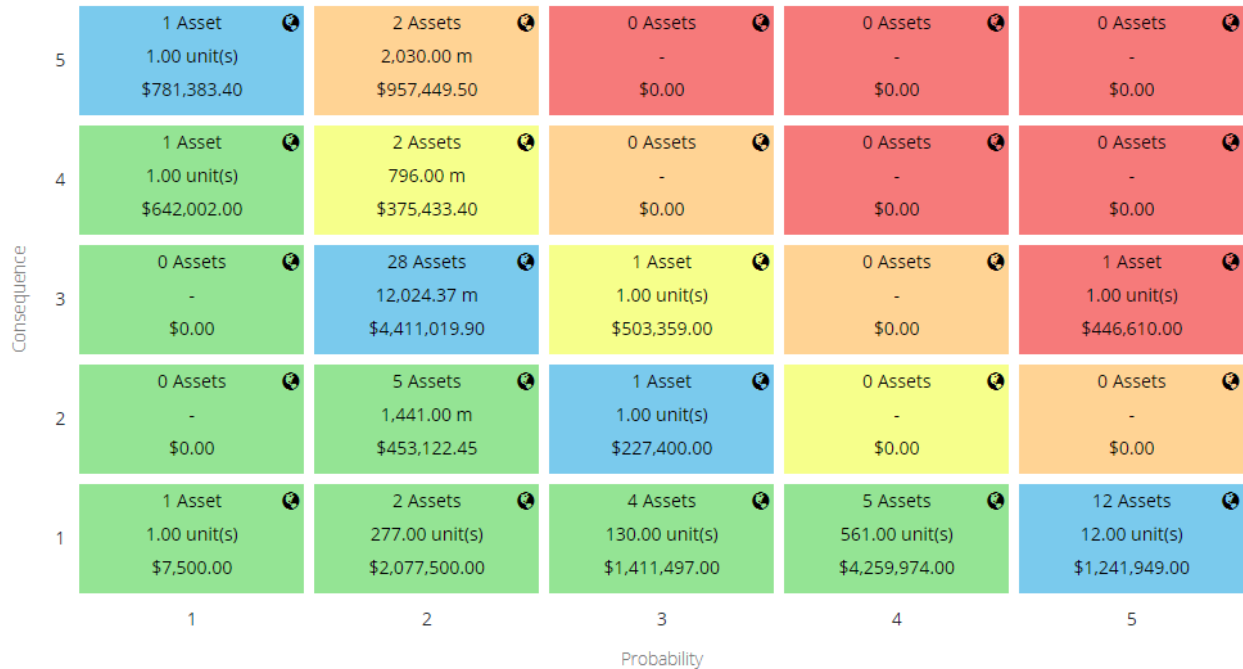 1 Asset 2 Assets 0 Assets 0 Assets 0 Assets
5 1.00 unit(s) 2,030.00 m - - -
$781,383.40 $957,449.50 $0.00 $0.00 $0.00
1 Asset 2 Assets 0 Assets 0 Assets 0 Assets
4 1.00 unit(s) 796.00 m - - -
$642,002.00 $375,433.40 $0.00 $0.00 $0.00
Consequence
0 Assets 28 Assets 1 Asset 0 Assets 1 Asset
3 - 12,024.37 m 1.00 unit(s) - 1.00 unit(s)
$0.00 $4,411,019.90 $503,359.00 $0.00 $446,610.00
0 Assets 5 Assets 1 Asset 0 Assets 0 Assets
2 - 1,441.00 m 1.00 unit(s) - -
$0.00 $453,122.45 $227,400.00 $0.00 $0.00
1 Asset 2 Assets 4 Assets 5 Assets 12 Assets
1 1.00 unit(s) 277.00 unit(s) 130.00 unit(s) 561.00 unit(s) 12.00 unit(s)
$7,500.00 $2,077,500.00 $1,411,497.00 $4,259,974.00 $1,241,949.00
1 2 3 4 5
Probability